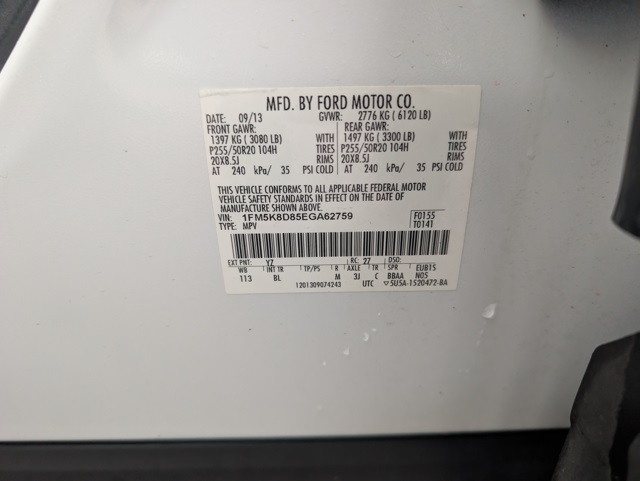 MFD. BY FORD MOTOR CO.
DATE: 09/13 GVWR: 2776 KG ( 6120 LB)
FRONT GAWR: REAR GAWR:
1397 KG ( 3080 LB) WITH 1497 KG ( 3300 LB) WITH
P255/50R20 104H TIRES P255/50R20 104H TIRES
20X8.5J RIMS 20X8.5J RIMS
AT 240 kPa/ 35 PSI COLD AT 240 kPa/ 35 PSI COLD
THIS VEHICLE CONFORMS TO ALL APPLICABLE FEDERAL MOTOR
VEHICLE SAFETY STANDARDS IN EFFECT ON THE DATE OF
MANUFACTURE SHOWN ABOVE.
VIN: 1FM5K8D85EGA62759 F0155
TYPE: MPV T0141
EXT PNT: YZ RC: 27 DSO:
WB INT TR TP/PS R AXLE TR SPR EUB15
113 BL M 3J C BBAA N05
1201309074243 UTC ▽5U5A-1520472-BA